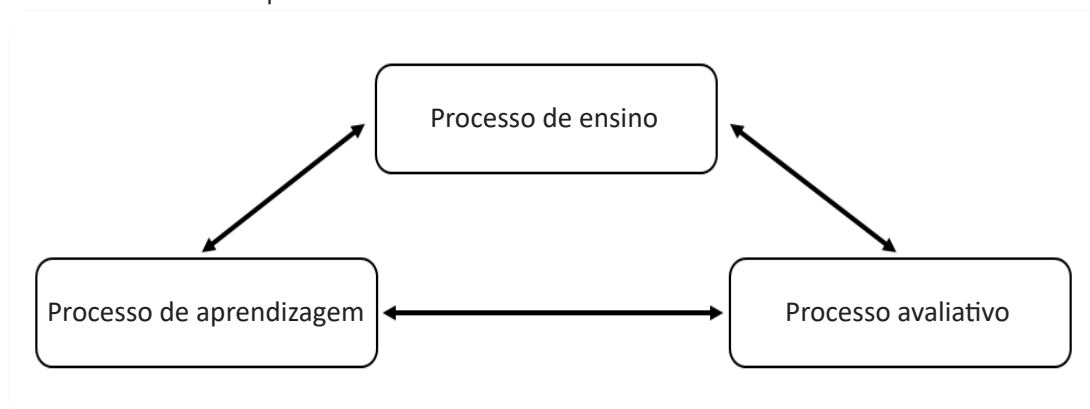 Processo de ensino
Processo de aprendizagem
Processo avaliativo